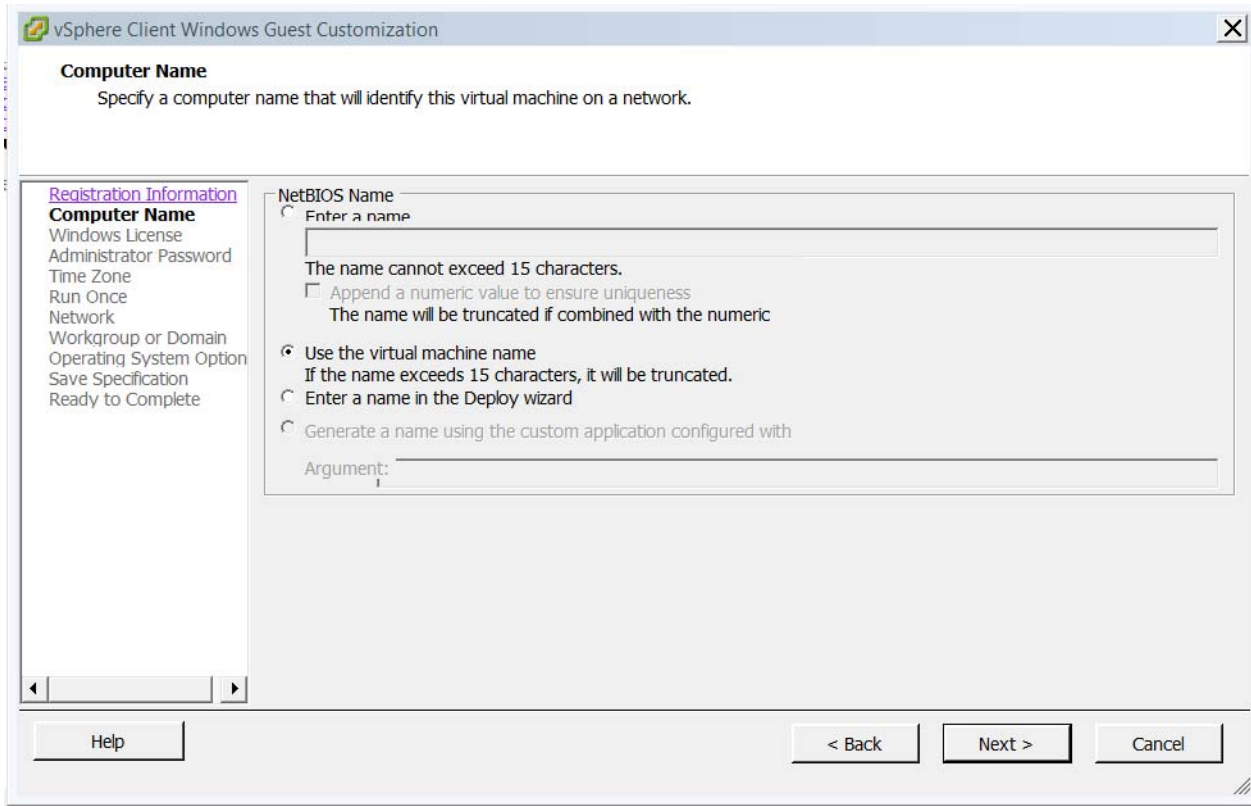 vSphere Client Windows Guest Customization
Computer Name
Specify a computer name that will identify this virtual machine on a network.
Registration Information
Computer Name
Windows License
Administrator Password
Time Zone
Run Once
Network
Workgroup or Domain
Operating System Option
Save Specification
Ready to Complete
NetBIOS Name
Enter a name
The name cannot exceed 15 characters.
Append a numeric value to ensure uniqueness
The name will be truncated if combined with the numeric
Use the virtual machine name
If the name exceeds 15 characters, it will be truncated.
Enter a name in the Deploy wizard
Generate a name using the custom application configured with
Argument:
Help
< Back
Next >
Cancel